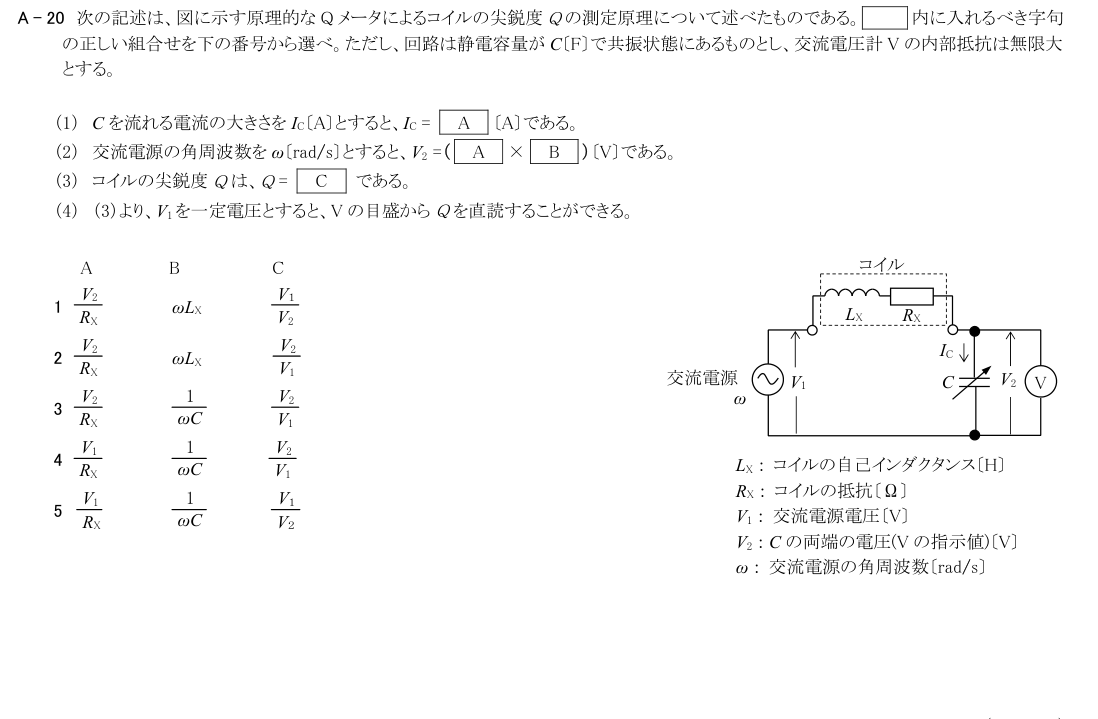 A－20 次の記述は、図に示す原理的な Q メータによるコイルの尖鋭度 Q の測定原理について述べたものである。 内に入れるべき字句
の正しい組合せを下の番号から選べ。ただし、回路は静電容量が C〔F〕で共振状態にあるものとし、交流電圧計 V の内部抵抗は無限大
とする。
(1) C を流れる電流の大きさを IC〔A〕とすると、IC = A 〔A〕である。
(2) 交流電源の角周波数を ω〔rad/s〕とすると、V2 =( A × B )〔V〕である。
(3) コイルの尖鋭度 Q は、Q = C である。
(4) (3)より、V1を一定電圧とすると、V の目盛から Q を直読することができる。
A B C
1 V2/RX ωLX V1/V2
2 V2/RX ωLX V2/V1
3 V2/RX 1/ωC V2/V1
4 V1/RX 1/ωC V2/V1
5 V1/RX 1/ωC V1/V2
コイル
LX RX
IC
交流電源 V1 C V2 V
ω
LX : コイルの自己インダクタンス〔H〕
RX : コイルの抵抗〔Ω〕
V1 : 交流電源電圧〔V〕
V2 : C の両端の電圧(V の指示値)〔V〕
ω : 交流電源の角周波数〔rad/s〕